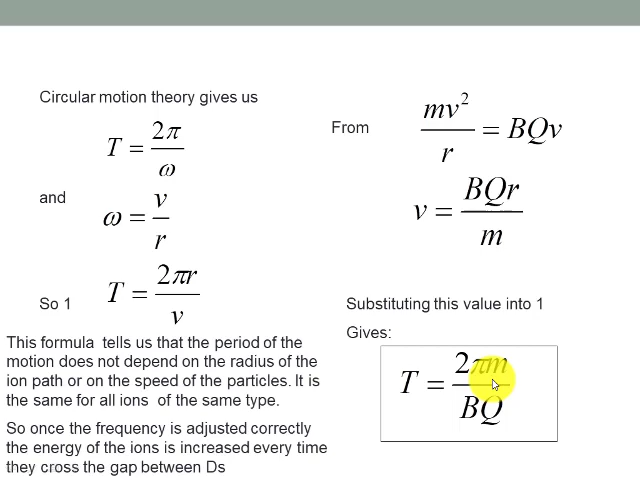 Circular motion theory gives us
T = 2π/ω
and
ω = v/r
So 1
T = 2πr/v
This formula tells us that the period of the
motion does not depend on the radius of the
ion path or on the speed of the particles. It is
the same for all ions of the same type.
So once the frequency is adjusted correctly
the energy of the ions is increased every time
they cross the gap between Ds
From
mv²/r = BQv
v = BQr/m
Substituting this value into 1
Gives:
T = 2πm/BQ